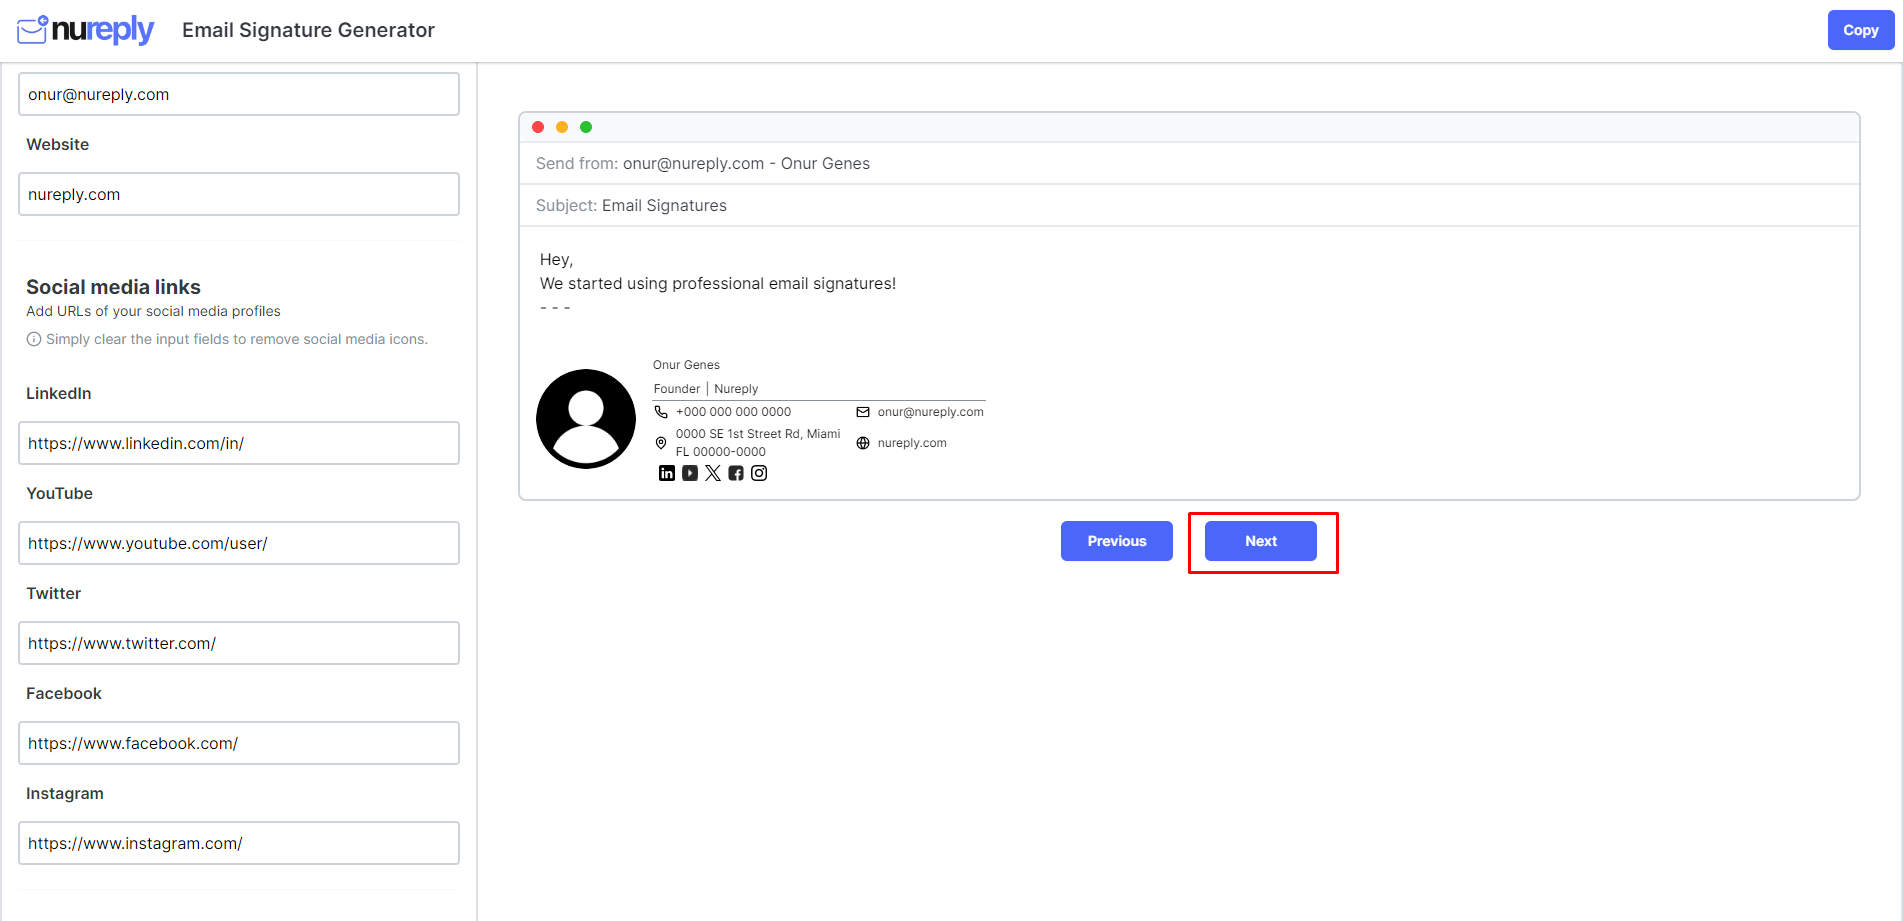 nureply
Email Signature Generator
Copy
onur@nureply.com
Website
nureply.com
Social media links
Add URLs of your social media profiles
Simply clear the input fields to remove social media icons.
LinkedIn
https://www.linkedin.com/in/
YouTube
https://www.youtube.com/user/
Twitter
https://www.twitter.com/
Facebook
https://www.facebook.com/
Instagram
https://www.instagram.com/
Send from: onur@nureply.com - Onur Genes
Subject: Email Signatures
Hey,
We started using professional email signatures!
- - -
Onur Genes
Founder | Nureply
+000 000 000 0000
onur@nureply.com
0000 SE 1st Street Rd, Miami
FL 00000-0000
nureply.com
Previous
Next